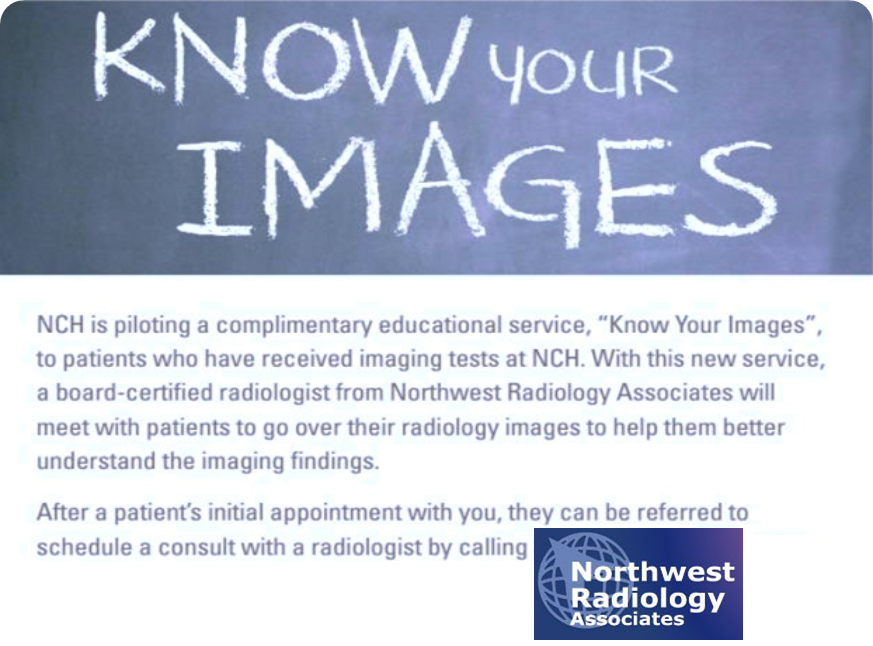 KNOW YOUR
IMAGES
NCH is piloting a complimentary educational service, “Know Your Images”,
to patients who have received imaging tests at NCH. With this new service,
a board-certified radiologist from Northwest Radiology Associates will
meet with patients to go over their radiology images to help them better
understand the imaging findings.
After a patient’s initial appointment with you, they can be referred to
schedule a consult with a radiologist by calling
Northwest
Radiology
Associates